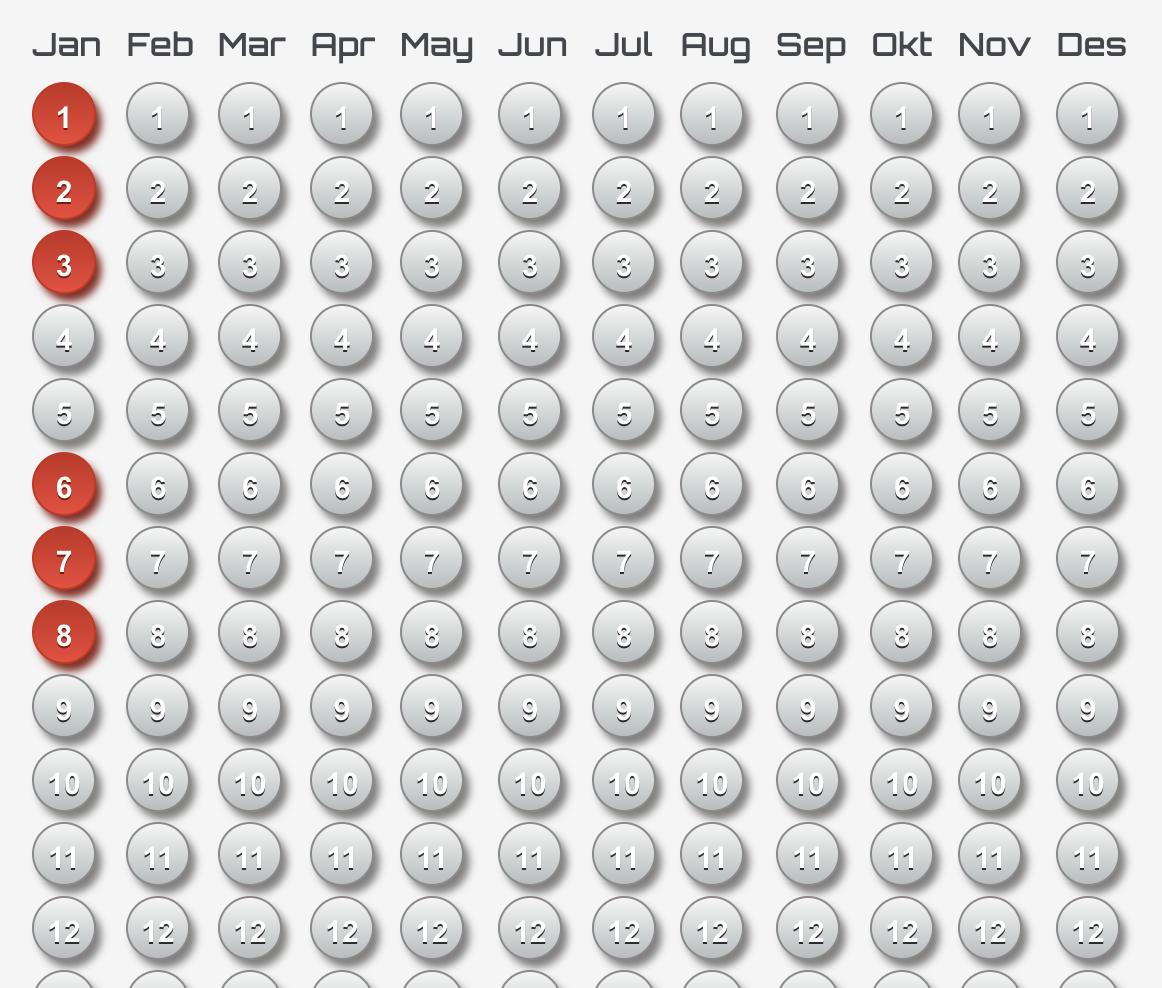 Jan Feb Mar Apr May Jun Jul Aug Sep Okt Nov Des
1 1 1 1 1 1 1 1 1 1 1 1
2 2 2 2 2 2 2 2 2 2 2 2
3 3 3 3 3 3 3 3 3 3 3 3
4 4 4 4 4 4 4 4 4 4 4 4
5 5 5 5 5 5 5 5 5 5 5 5
6 6 6 6 6 6 6 6 6 6 6 6
7 7 7 7 7 7 7 7 7 7 7 7
8 8 8 8 8 8 8 8 8 8 8 8
9 9 9 9 9 9 9 9 9 9 9 9
10 10 10 10 10 10 10 10 10 10 10 10
11 11 11 11 11 11 11 11 11 11 11 11
12 12 12 12 12 12 12 12 12 12 12 12